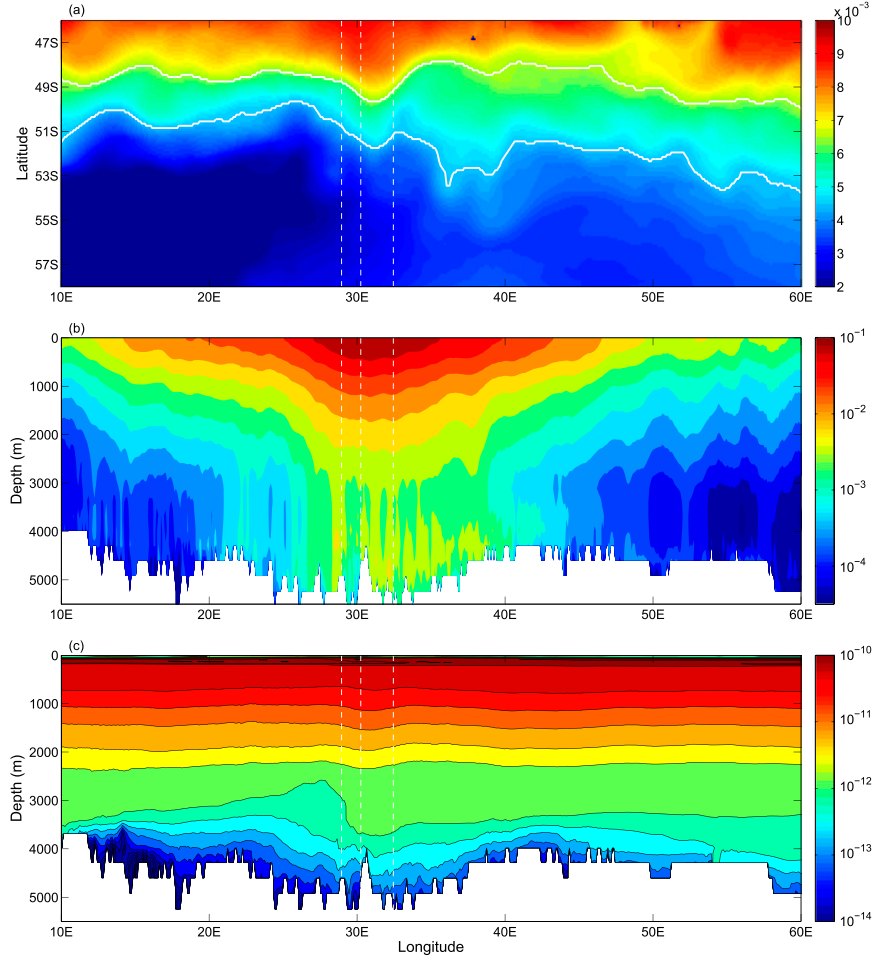 (a)
x 10−3
47S
49S
51S
53S
55S
57S
Latitude
10E 20E 30E 40E 50E 60E
10
9
8
7
6
5
4
3
2
(b)
0
1000
2000
3000
4000
5000
Depth (m)
10E 20E 30E 40E 50E 60E
10−1
10−2
10−3
10−4
(c)
0
1000
2000
3000
4000
5000
Depth (m)
10E 20E 30E 40E 50E 60E
Longitude
10−10
10−11
10−12
10−13
10−14